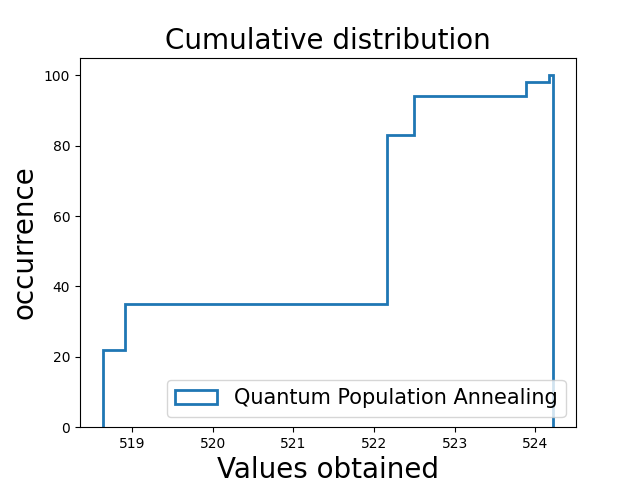 Cumulative distribution
occurrence
100
80
60
40
20
0
Quantum Population Annealing
519 520 521 522 523 524
Values obtained